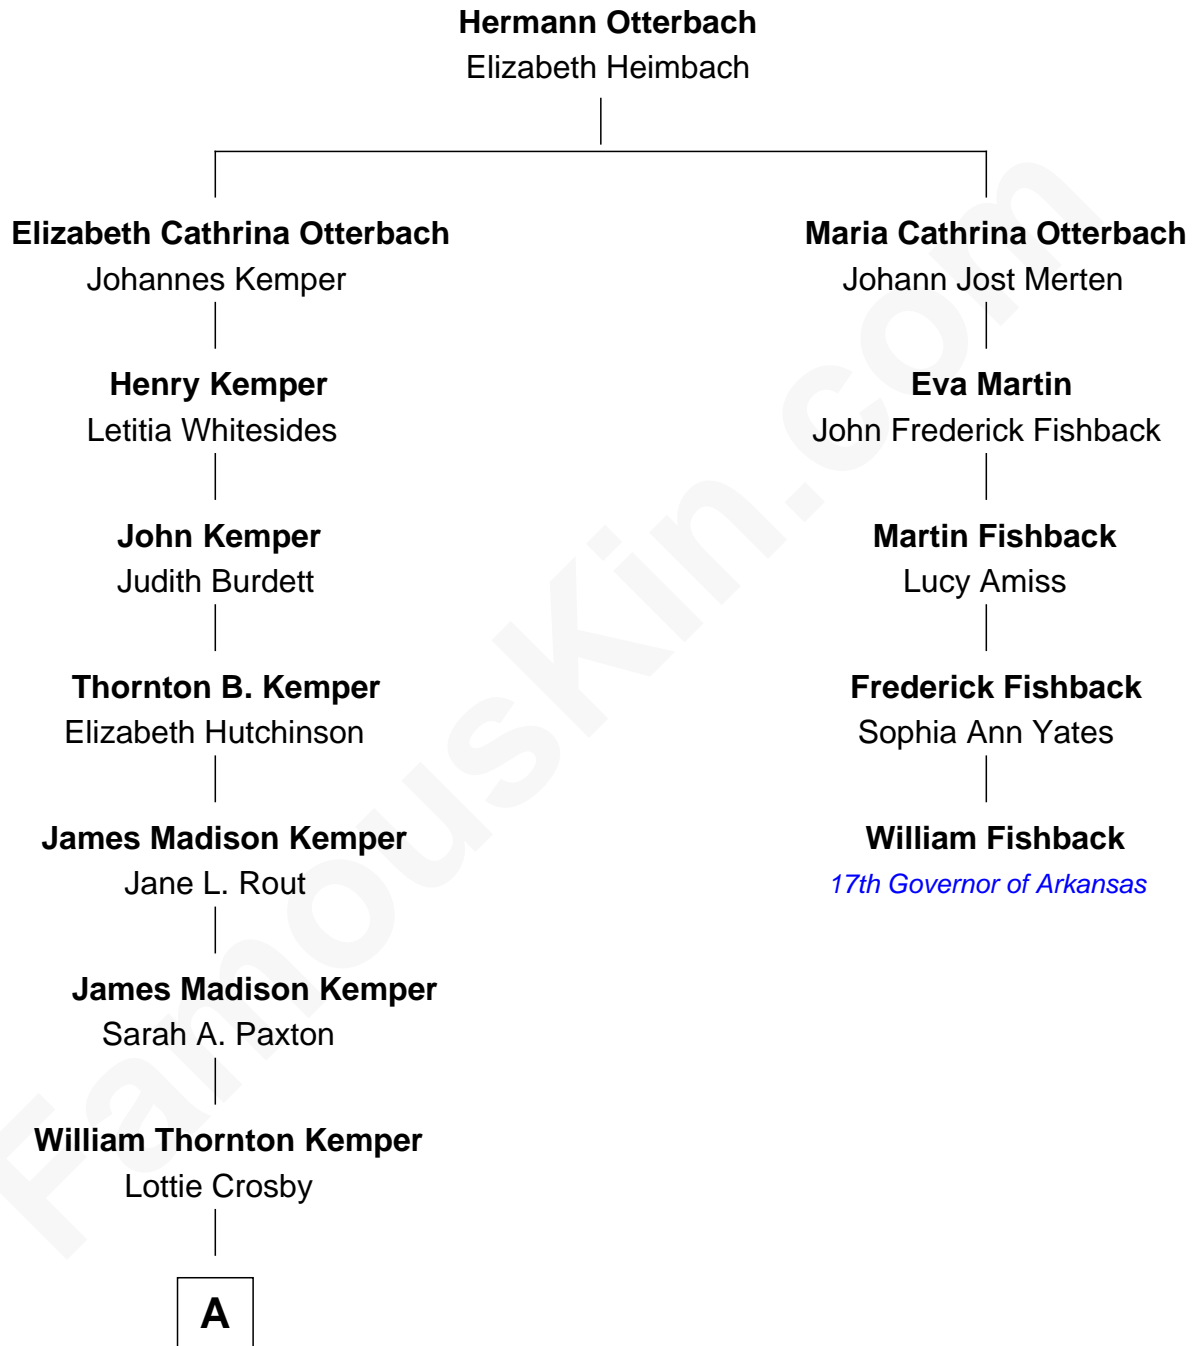 Hermann Otterbach
Elizabeth Heimbach
Elizabeth Cathrina Otterbach
Johannes Kemper
Henry Kemper
Letitia Whitesides
John Kemper
Judith Burdett
Thornton B. Kemper
Elizabeth Hutchinson
James Madison Kemper
Jane L. Rout
James Madison Kemper
Sarah A. Paxton
William Thornton Kemper
Lottie Crosby
A
Maria Cathrina Otterbach
Johann Jost Merten
Eva Martin
John Frederick Fishback
Martin Fishback
Lucy Amiss
Frederick Fishback
Sophia Ann Yates
William Fishback
17th Governor of Arkansas
FamousKin.com